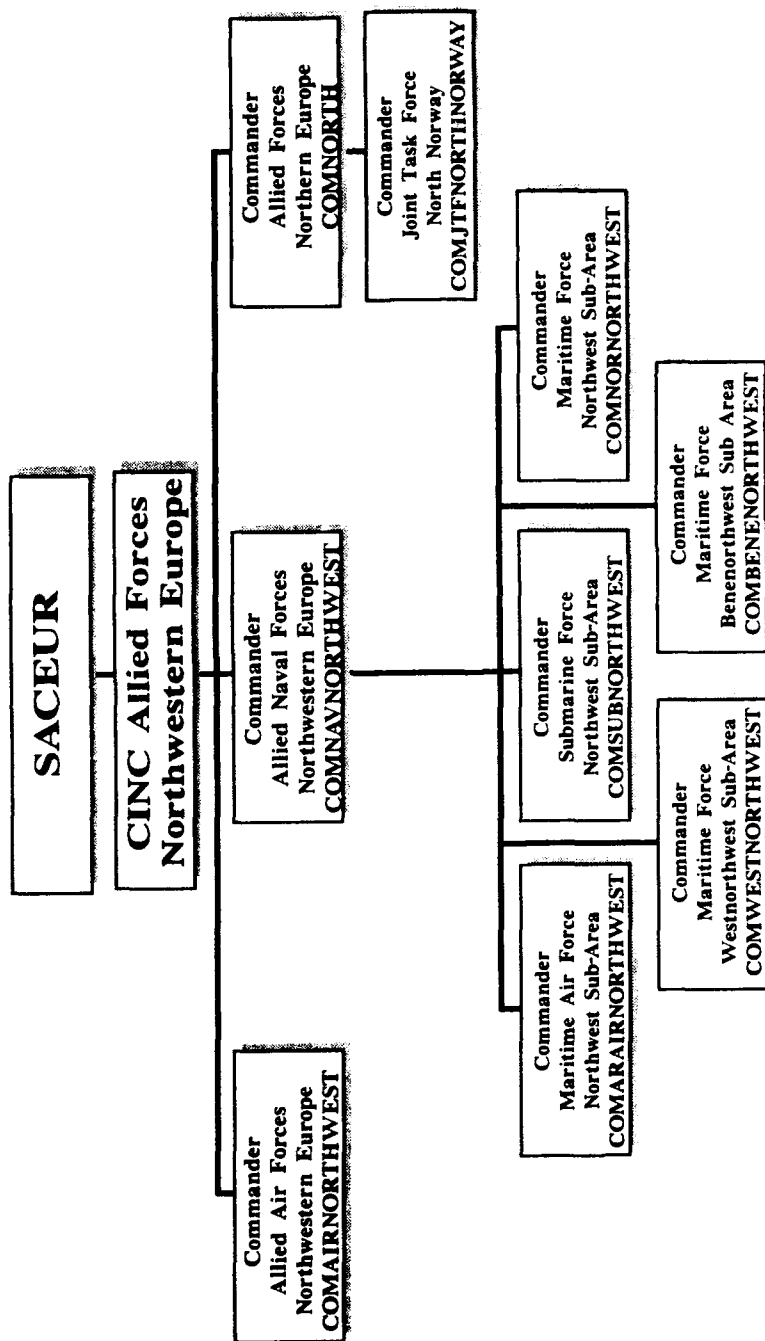 SACEUR
CINC Allied Forces
Northwestern Europe
Commander
Allied Air Forces
Northwestern Europe
COMAIRNORTHWEST
Commander
Allied Naval Forces
Northwestern Europe
COMNAVNORTHWEST
Commander
Allied Forces
Northern Europe
COMNORTH
Commander
Joint Task Force
North Norway
COMJTFNORTHNORWAY
Commander
Maritime Air Force
Northwest Sub-Area
COMARAIRNORTHWEST
Commander
Submarine Force
Northwest Sub-Area
COMSUBNORTHWEST
Commander
Maritime Force
Northwest Sub-Area
COMNORNORTHWEST
Commander
Maritime Force
Westnorthwest Sub-Area
COMWESTNORTHWEST
Commander
Maritime Force
Benenorthwest Sub Area
COMBENENORTHWEST